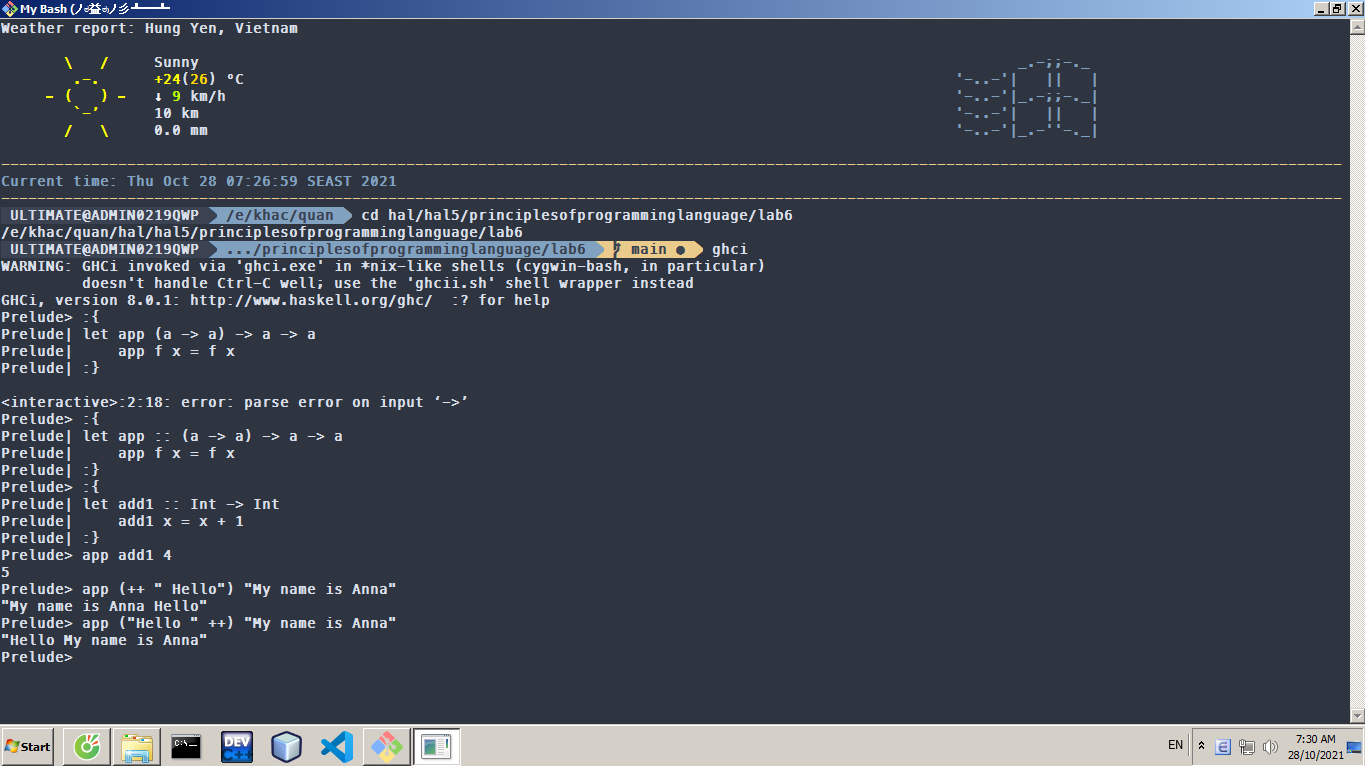 My Bash (ノಠ益ಠ)ノ彡┻━┻
Weather report: Hung Yen, Vietnam
Sunny
+24(26) °C
↓ 9 km/h
10 km
0.0 mm
Current time: Thu Oct 28 07:26:59 SEAST 2021
ULTIMATE@ADMIN0219QWP /e/khac/quan cd hal/hal5/principlesofprogramminglanguage/lab6
/e/khac/quan/hal/hal5/principlesofprogramminglanguage/lab6
ULTIMATE@ADMIN0219QWP .../principlesofprogramminglanguage/lab6 main ● ghci
WARNING: GHCi invoked via 'ghci.exe' in *nix-like shells (cygwin-bash, in particular)
doesn't handle Ctrl-C well; use the 'ghcii.sh' shell wrapper instead
GHCi, version 8.0.1: http://www.haskell.org/ghc/  :? for help
Prelude> :{
Prelude| let app (a -> a) -> a -> a
Prelude|     app f x = f x
Prelude| :}
<interactive>:2:18: error: parse error on input ‘->’
Prelude> :{
Prelude| let app :: (a -> a) -> a -> a
Prelude|     app f x = f x
Prelude| :}
Prelude> :{
Prelude| let add1 :: Int -> Int
Prelude|     add1 x = x + 1
Prelude| :}
Prelude> app add1 4
5
Prelude> app (++ " Hello") "My name is Anna"
"My name is Anna Hello"
Prelude> app ("Hello " ++) "My name is Anna"
"Hello My name is Anna"
Prelude>
Start
C:\_
DEV
C++
EN
E
7:30 AM
28/10/2021